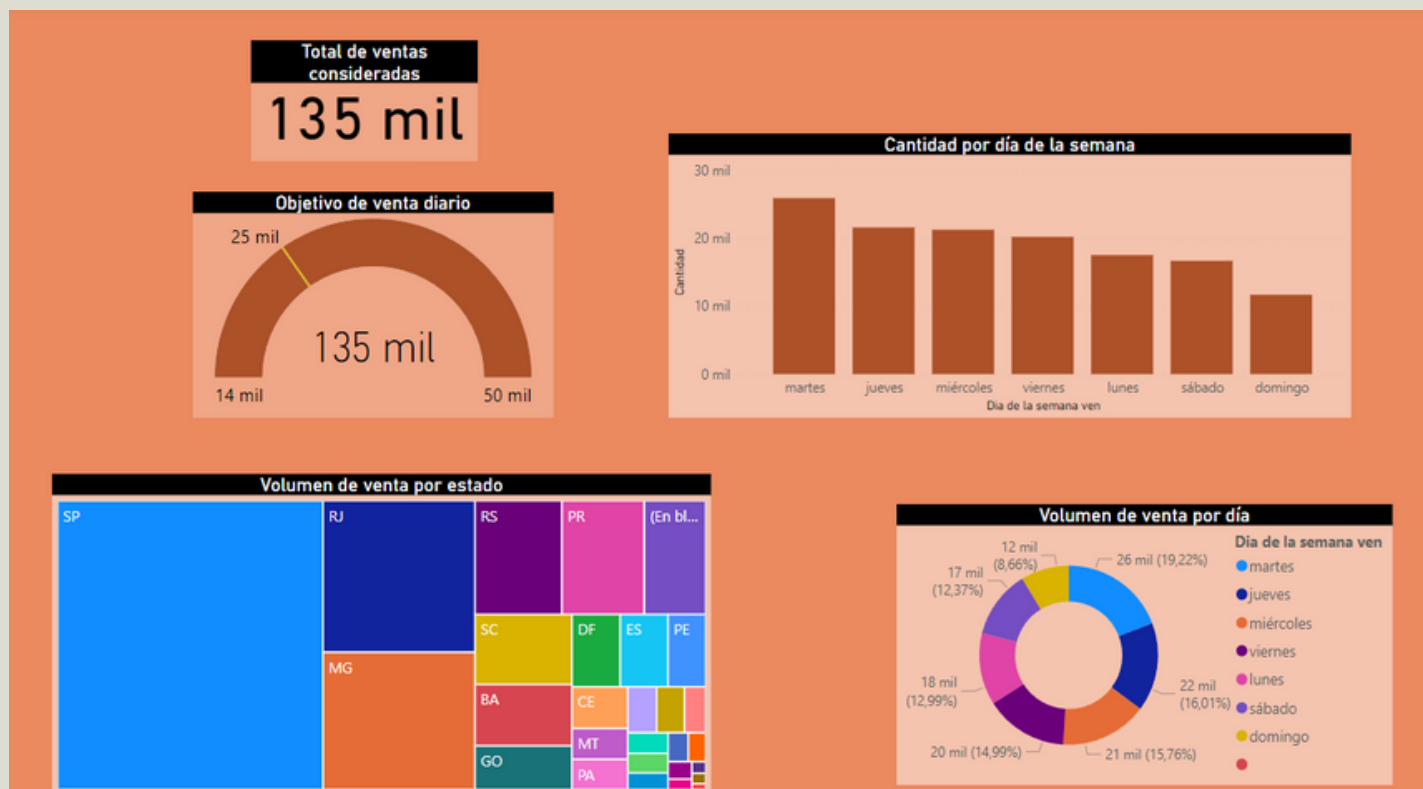 Total de ventas
consideradas
135 mil
Objetivo de venta diario
25 mil
135 mil
14 mil
50 mil
Cantidad por día de la semana
30 mil
20 mil
10 mil
0 mil
Cantidad
martes
jueves
miércoles
viernes
lunes
sábado
domingo
Dia de la semana ven
Volumen de venta por estado
SP
RJ
MG
RS
PR
(En bl...
SC
BA
GO
DF
ES
PE
CE
MT
PA
Volumen de venta por día
26 mil (19,22%)
22 mil
(16,01%)
21 mil (15,76%)
20 mil (14,99%)
18 mil
(12,99%)
17 mil
(12,37%)
12 mil
(8,66%)
Dia de la semana ven
martes
jueves
miércoles
viernes
lunes
sábado
domingo